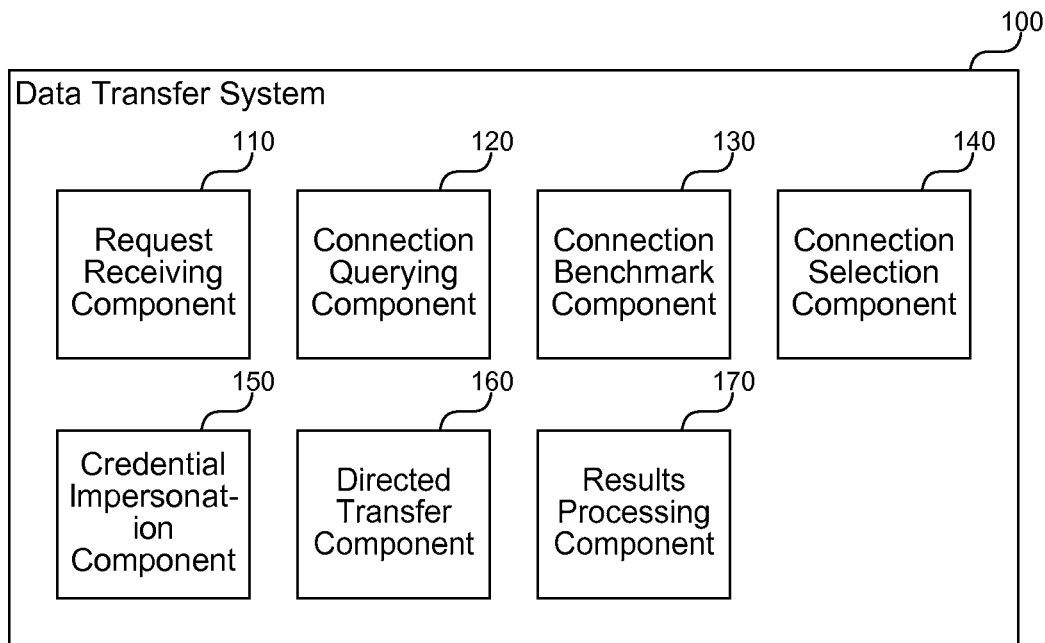 100
Data Transfer System
110
120
130
140
Request
Receiving
Component
Connection
Querying
Component
Connection
Benchmark
Component
Connection
Selection
Component
150
160
170
Credential
Impersonat-
ion
Component
Directed
Transfer
Component
Results
Processing
Component